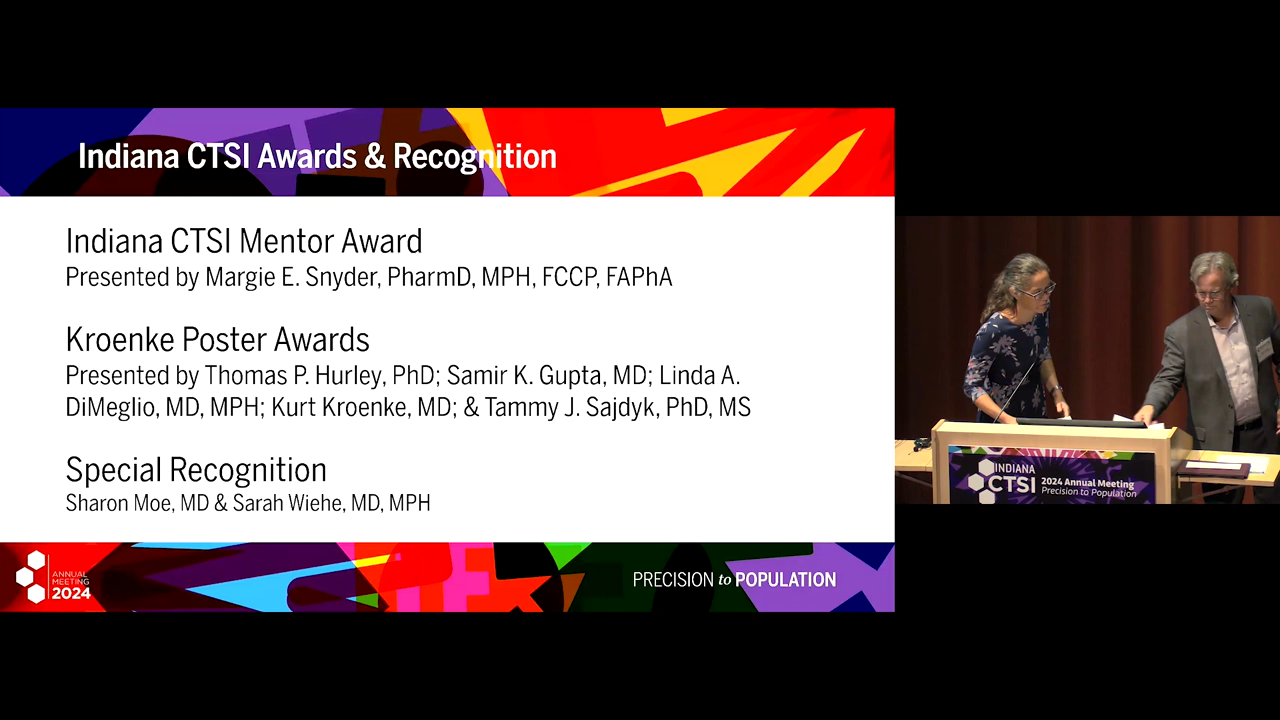 Indiana CTSI Awards & Recognition
Indiana CTSI Mentor Award
Presented by Margie E. Snyder, PharmD, MPH, FCCP, FAPhA
Kroenke Poster Awards
Presented by Thomas P. Hurley, PhD; Samir K. Gupta, MD; Linda A.
DiMeglio, MD, MPH; Kurt Kroenke, MD; & Tammy J. Sajdyk, PhD, MS
Special Recognition
Sharon Moe, MD & Sarah Wiehe, MD, MPH
ANNUAL
MEETING
2024
PRECISION to POPULATION
INDIANA
CTSI
2024 Annual Meeting
Precision to Population